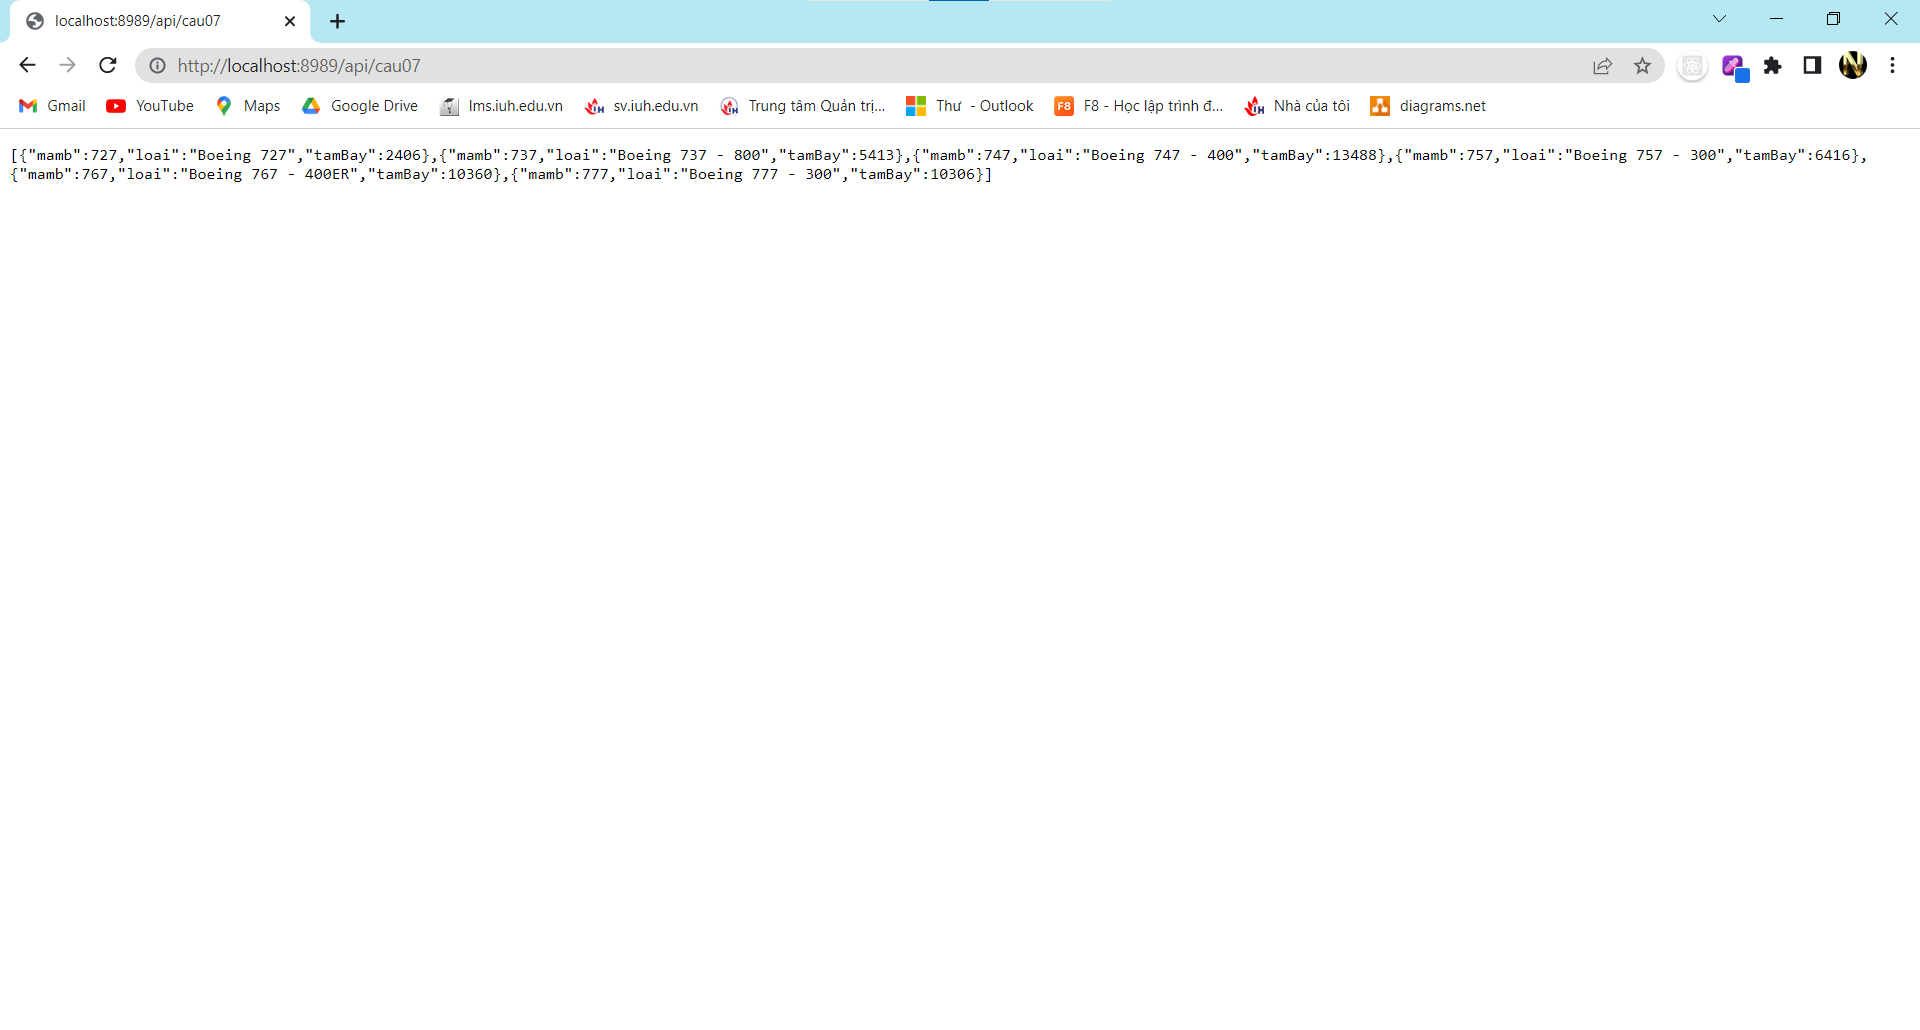 localhost:8989/api/cau07
http://localhost:8989/api/cau07
Gmail YouTube Maps Google Drive lms.iuh.edu.vn sv.iuh.edu.vn Trung tâm Quản trị... Thư - Outlook F8 F8 - Học lập trình đ... Nhà của tôi diagrams.net
[{"mamb":727,"loai":"Boeing 727","tamBay":2406},{"mamb":737,"loai":"Boeing 737 - 800","tamBay":5413},{"mamb":747,"loai":"Boeing 747 - 400","tamBay":13488},{"mamb":757,"loai":"Boeing 757 - 300","tamBay":6416},
{"mamb":767,"loai":"Boeing 767 - 400ER","tamBay":10360},{"mamb":777,"loai":"Boeing 777 - 300","tamBay":10306}]